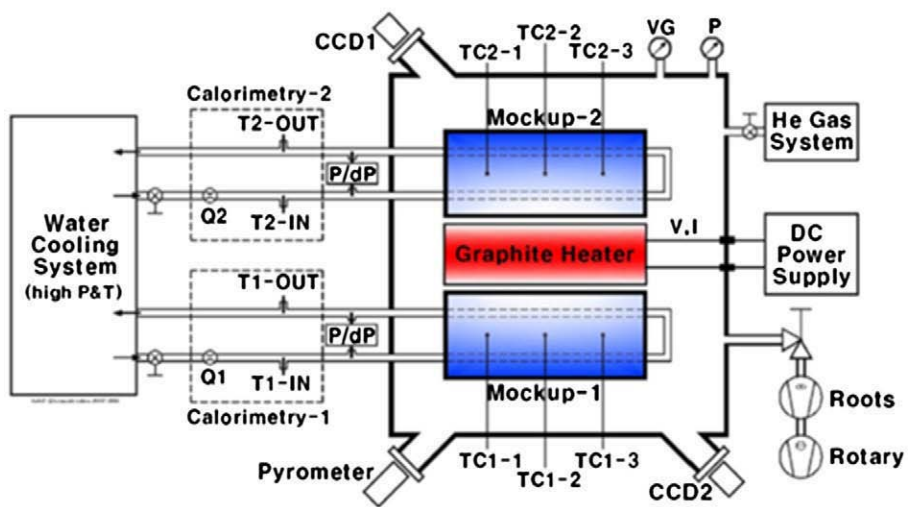 CCD1
TC2-1
TC2-2
TC2-3
VG
P
Calorimetry-2
T2-OUT
Mockup-2
He Gas
System
P/dP
Q2
T2-IN
Water
Cooling
System
(high P&T)
V,I
DC
Power
Supply
Graphite Heater
T1-OUT
P/dP
Q1
T1-IN
Mockup-1
Calorimetry-1
Roots
Rotary
Pyrometer
TC1-1
TC1-2
TC1-3
CCD2